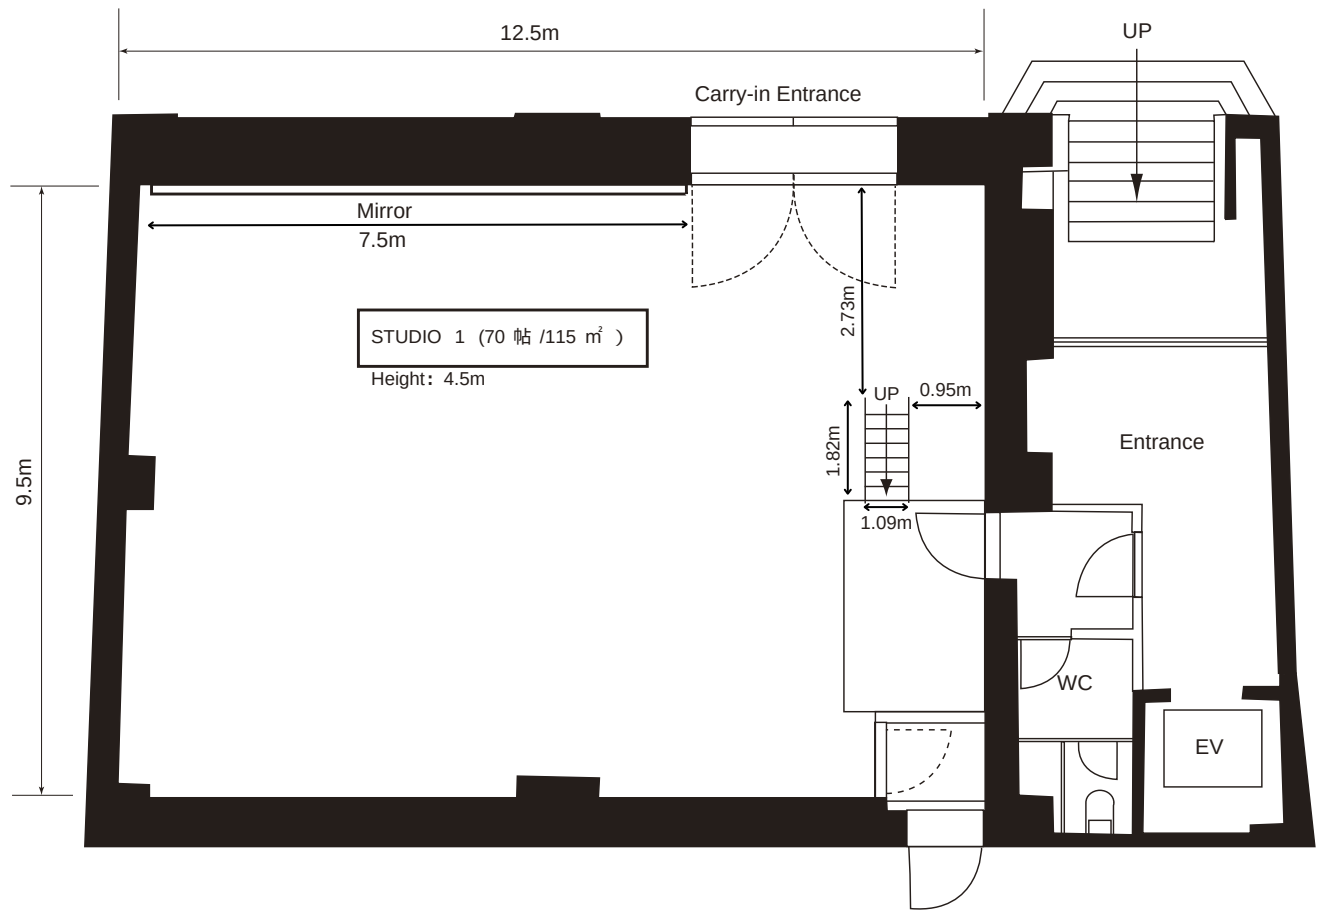 12.5m
UP
Carry-in Entrance
Mirror
7.5m
2.73m
STUDIO 1 (70 帖 /115 ㎡ )
Height：4.5m
UP
0.95m
1.82m
Entrance
9.5m
1.09m
WC
EV